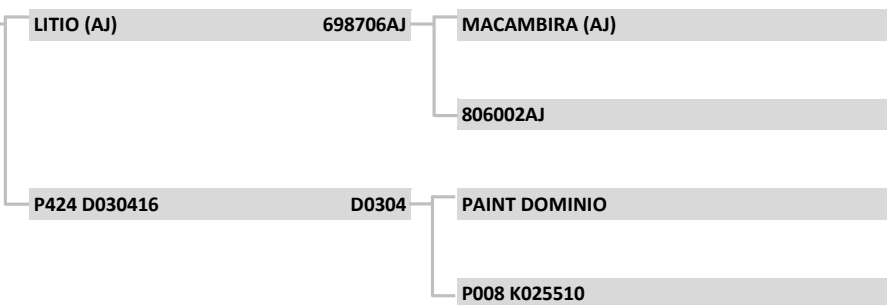 LITIO (AJ) 698706AJ MACAMBIRA (AJ)
806002AJ
P424 D030416 D0304 PAINT DOMINIO
P008 K025510